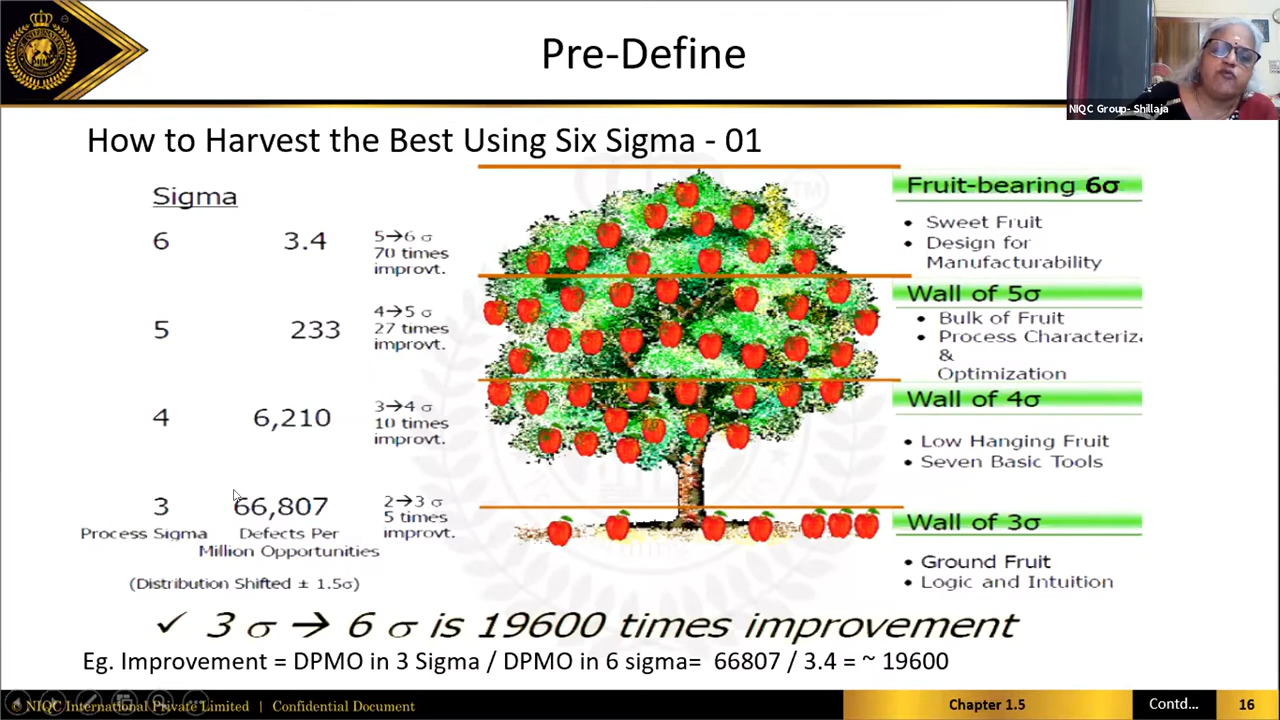 Pre-Define
NIQC Group- Shillaja
How to Harvest the Best Using Six Sigma - 01
Sigma
6 3.4
5→6 σ
70 times
improvt.
5 233
4→5 σ
27 times
improvt.
4 6,210
3→4 σ
10 times
improvt.
3 66,807
2→3 σ
5 times
improvt.
Process Sigma
Defects Per
Million Opportunities
(Distribution Shifted ± 1.5σ)
Fruit-bearing 6σ
• Sweet Fruit
• Design for
Manufacturability
Wall of 5σ
• Bulk of Fruit
• Process Characteriz
&
Optimization
Wall of 4σ
• Low Hanging Fruit
• Seven Basic Tools
Wall of 3σ
• Ground Fruit
• Logic and Intuition
✓ 3 σ → 6 σ is 19600 times improvement
Eg. Improvement = DPMO in 3 Sigma / DPMO in 6 sigma= 66807 / 3.4 = ~ 19600
© NIQC International Private Limited | Confidential Document
Chapter 1.5
Contd...
16